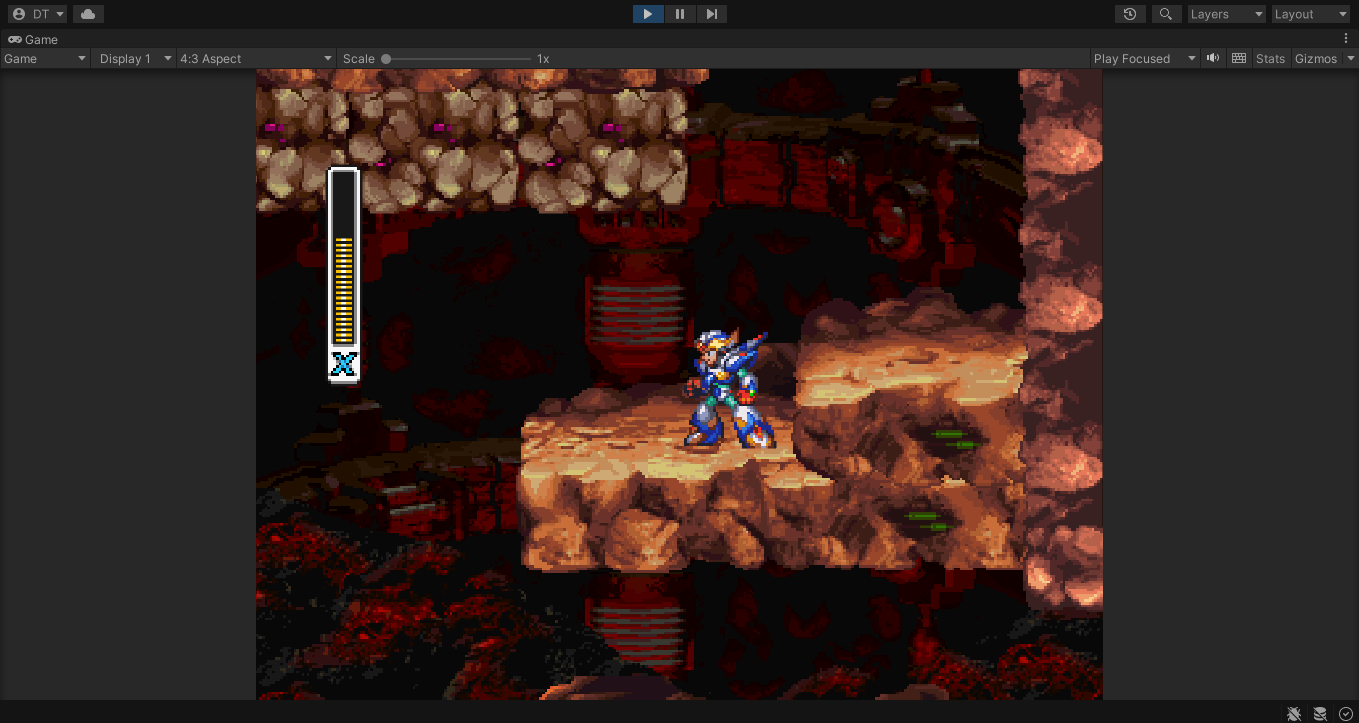 DT
Layers
Layout
Game
Game
Display 1
4:3 Aspect
Scale
1x
Play Focused
Stats
Gizmos
X